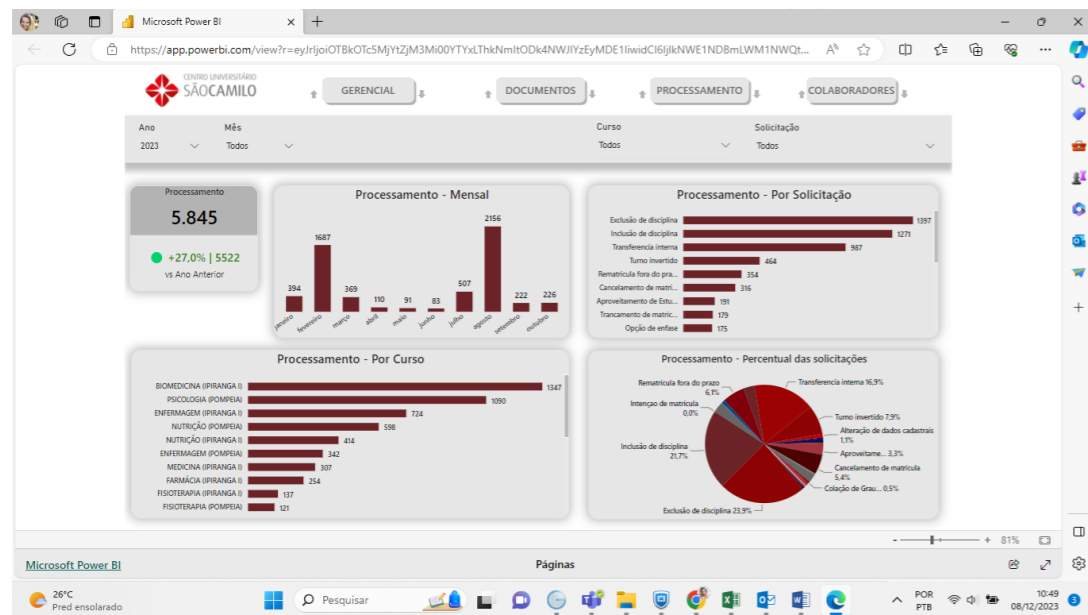 Microsoft Power BI
https://app.powerbi.com/view?r=
CENTRO UNIVERSITÁRIO
SÃOCAMILO
GERENCIAL
DOCUMENTOS
PROCESSAMENTO
COLABORADORES
Ano
Mês
Curso
Solicitação
2023
Todos
Todos
Todos
Processamento
5.845
+27,0% | 5522
vs Ano Anterior
Processamento - Mensal
394
1687
369
110
91
83
507
2156
222
226
janeiro
fevereiro
março
abril
maio
junho
julho
agosto
setembro
outubro
Processamento - Por Solicitação
Exclusão de disciplina 1397
Inclusão de disciplina 1271
Transferencia interna 987
Turno invertido 464
Rematrícula fora do pra... 354
Cancelamento de matrí... 316
Aproveitamento de Estu... 191
Trancamento de matríc... 179
Opção de enfase 175
Processamento - Por Curso
BIOMEDICINA (IPIRANGA I) 1347
PSICOLOGIA (POMPEIA) 1090
ENFERMAGEM (IPIRANGA I) 724
NUTRIÇÃO (POMPEIA) 598
NUTRIÇÃO (IPIRANGA I) 414
ENFERMAGEM (POMPEIA) 342
MEDICINA (IPIRANGA I) 307
FARMÁCIA (IPIRANGA I) 254
FISIOTERAPIA (IPIRANGA I) 137
FISIOTERAPIA (POMPEIA) 121
Processamento - Percentual das solicitações
Rematrícula fora do prazo
6,1%
Transferencia interna 16,9%
Intençao de matrícula
0,0%
Turno invertido 7,9%
Alteração de dados cadastrais
1,1%
Inclusão de disciplina
21,7%
Aproveitame... 3,3%
Cancelamento de matrícula
5,4%
Colação de Grau... 0,5%
Exclusão de disciplina 23,9%
- + 81%
Microsoft Power BI
Páginas
26°C
Pred ensolarado
Pesquisar
POR
PTB
10:49
08/12/2023
3